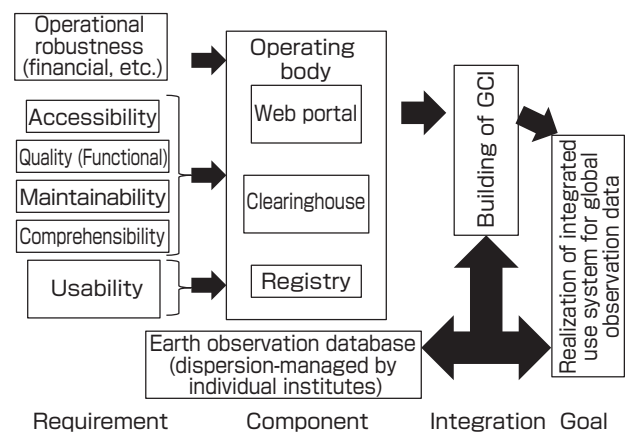 Operational
robustness
(financial, etc.)
Accessibility
Quality (Functional)
Maintainability
Comprehensibility
Usability
Operating
body
Web portal
Clearinghouse
Registry
Earth observation database
(dispersion-managed by
individual institutes)
Building of GCI
Realization of integrated
use system for global
observation data
Requirement
Component
Integration
Goal